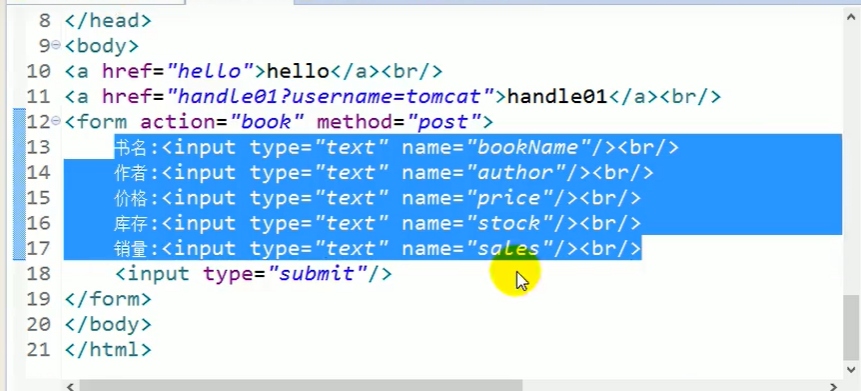 8 </head>
9 <body>
10 <a href="hello">hello</a><br/>
11 <a href="handle01?username=tomcat">handle01</a><br/>
12 <form action="book" method="post">
13 书名:<input type="text" name="bookName"/><br/>
14 作者:<input type="text" name="author"/><br/>
15 价格:<input type="text" name="price"/><br/>
16 库存:<input type="text" name="stock"/><br/>
17 销量:<input type="text" name="sales"/><br/>
18 <input type="submit"/>
19 </form>
20 </body>
21 </html>